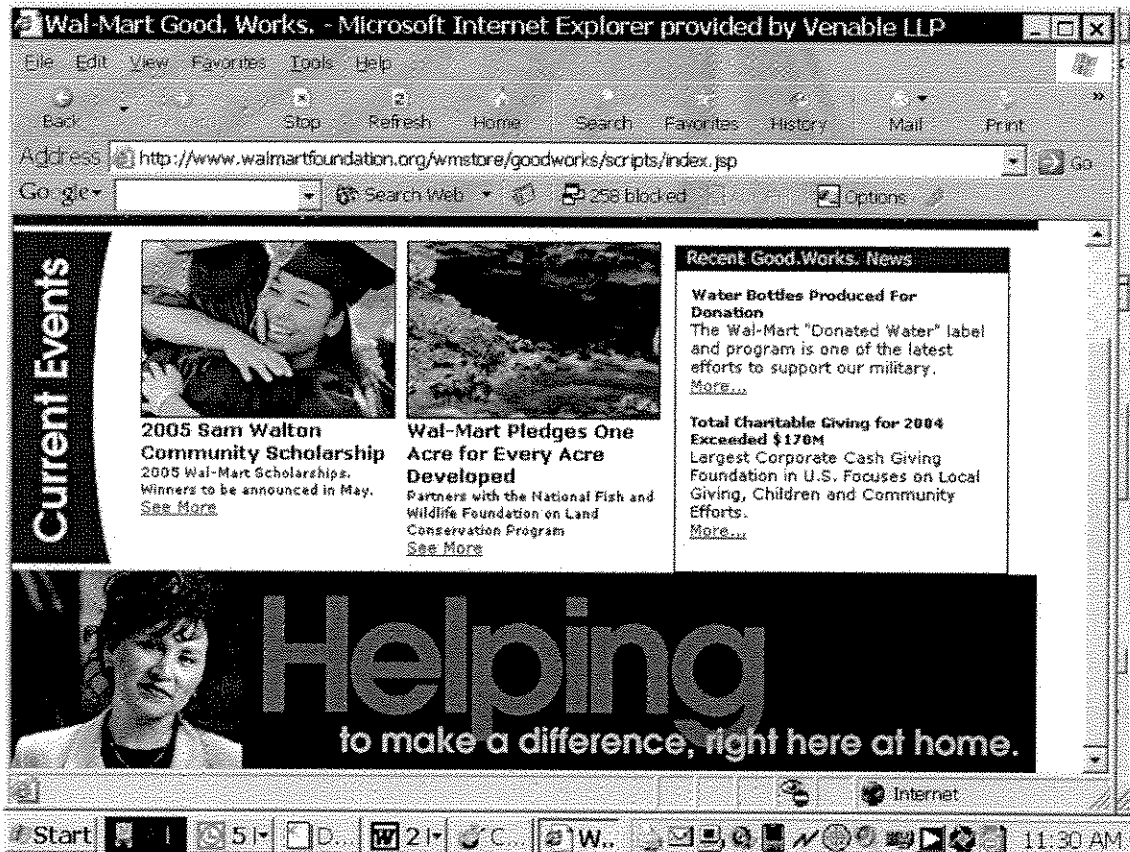 Wal-Mart Good. Works. - Microsoft Internet Explorer provided by Venable LLP
File Edit View Favorites Tools Help
Back Stop Refresh Home Search Favorites History Mail Print
Address http://www.walmartfoundation.org/wmstore/goodworks/scripts/index.jsp Go
Google Search Web 258 blocked Options
Current Events
2005 Sam Walton
Community Scholarship
2005 Wal-Mart Scholarships.
Winners to be announced in May.
See More
Wal-Mart Pledges One
Acre for Every Acre
Developed
Partners with the National Fish and
Wildlife Foundation on Land
Conservation Program
See More
Recent Good.Works. News
Water Bottles Produced For
Donation
The Wal-Mart "Donated Water" label
and program is one of the latest
efforts to support our military.
More...
Total Charitable Giving for 2004
Exceeded $170M
Largest Corporate Cash Giving
Foundation in U.S. Focuses on Local
Giving, Children and Community
Efforts.
More...
Helping
to make a difference, right here at home.
Internet
Start 5 D... 2 C... W.. 11:30 AM